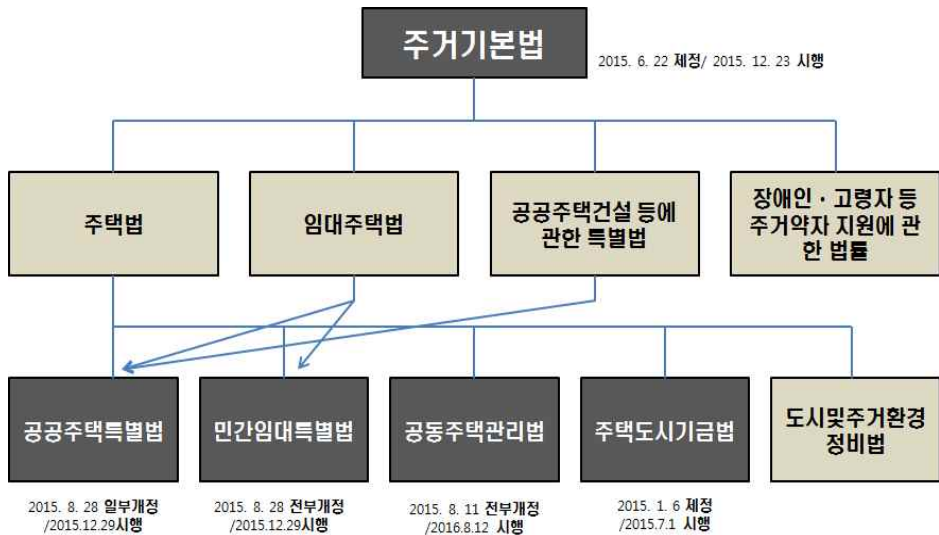 주거기본법
2015. 6. 22 제정/ 2015. 12. 23 시행
주택법
임대주택법
공공주택건설 등에
관한 특별법
장애인 · 고령자 등
주거약자 지원에 관
한 법률
공공주택특별법
민간임대특별법
공동주택관리법
주택도시기금법
도시및주거환경
정비법
2015. 8. 28 일부개정
/2015.12.29시행
2015. 8. 28 전부개정
/2015.12.29시행
2015. 8. 11 전부개정
/2016.8.12 시행
2015. 1. 6 제정
/2015.7.1 시행